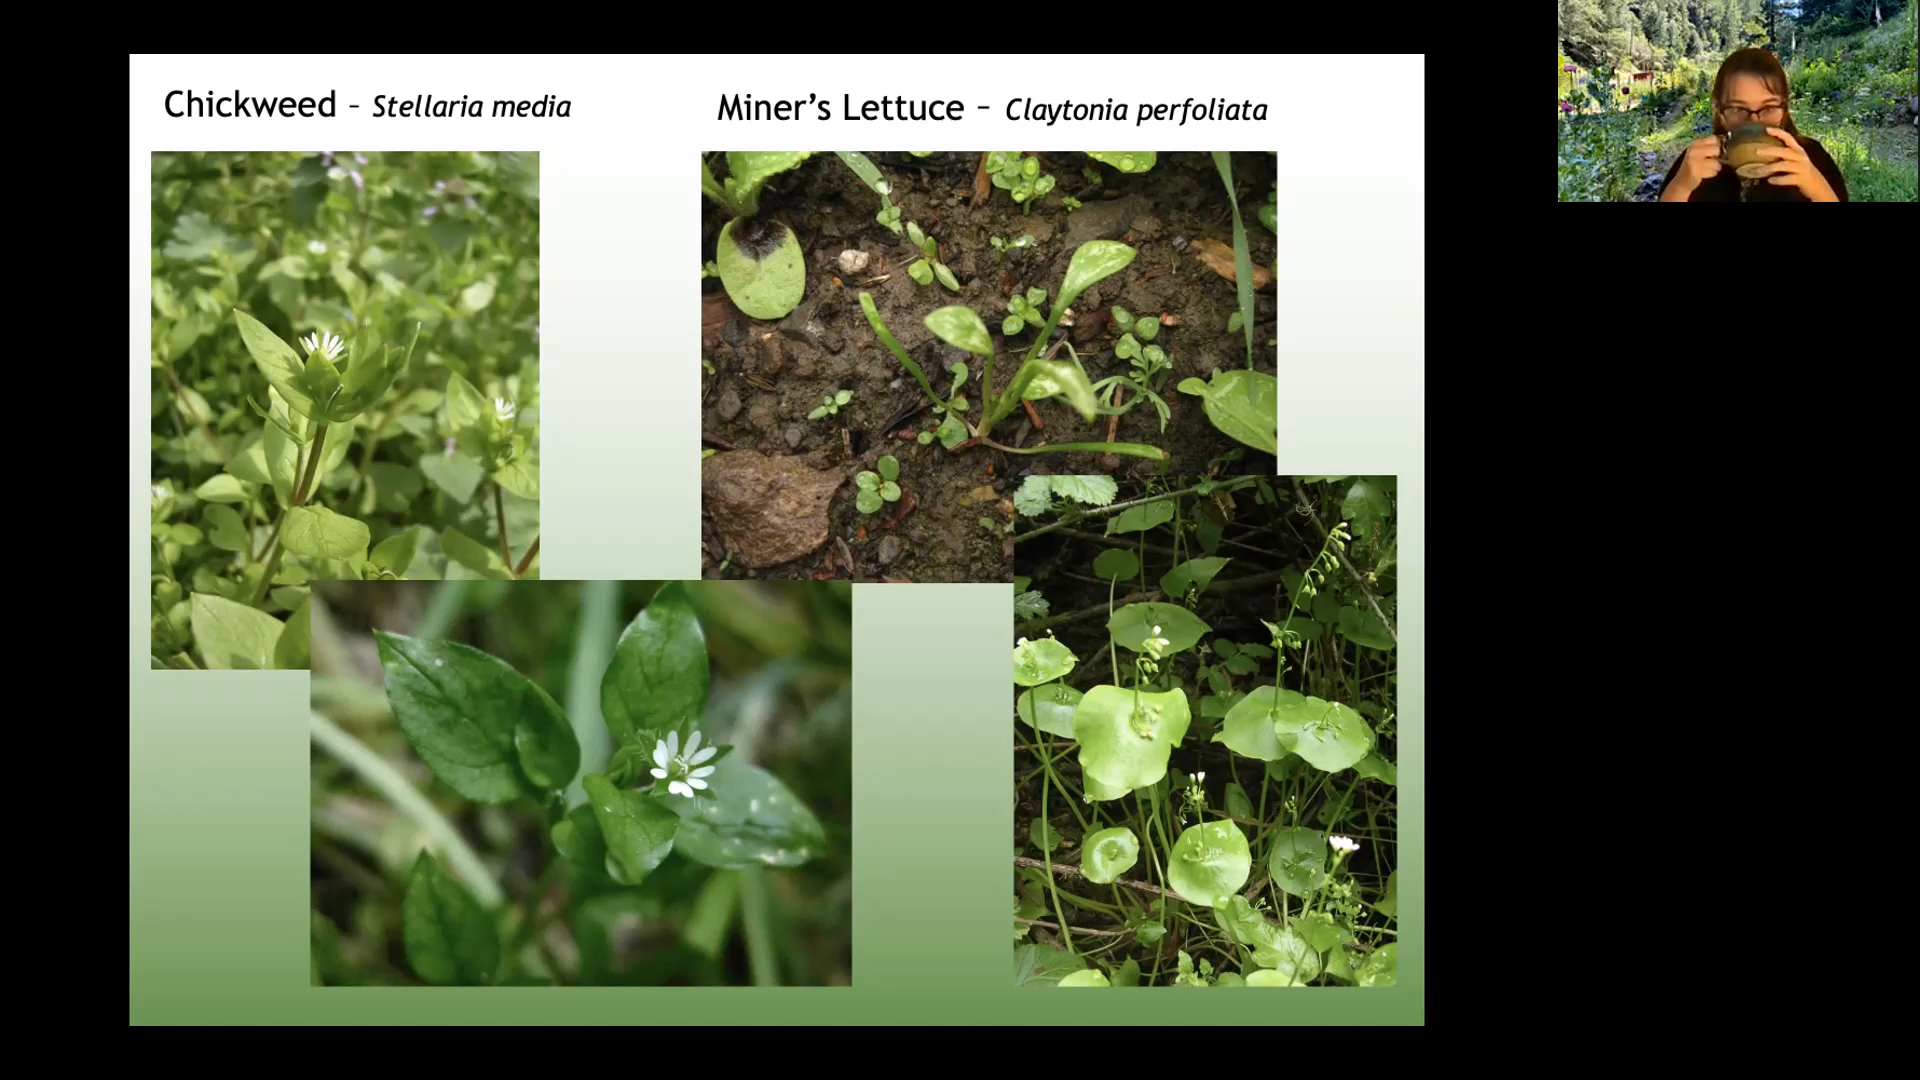 Chickweed – Stellaria media
Miner’s Lettuce – Claytonia perfoliata